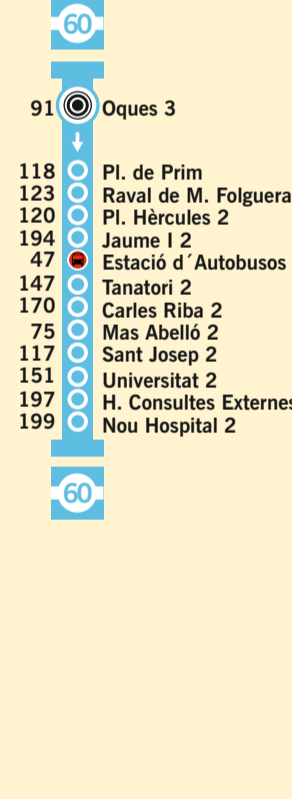 60
91 Oques 3
118 Pl. de Prim
123 Raval de M. Folguera
120 Pl. Hèrcules 2
194 Jaume I 2
47 Estació d´Autobusos
147 Tanatori 2
170 Carles Riba 2
75 Mas Abelló 2
117 Sant Josep 2
151 Universitat 2
197 H. Consultes Externes
199 Nou Hospital 2
60